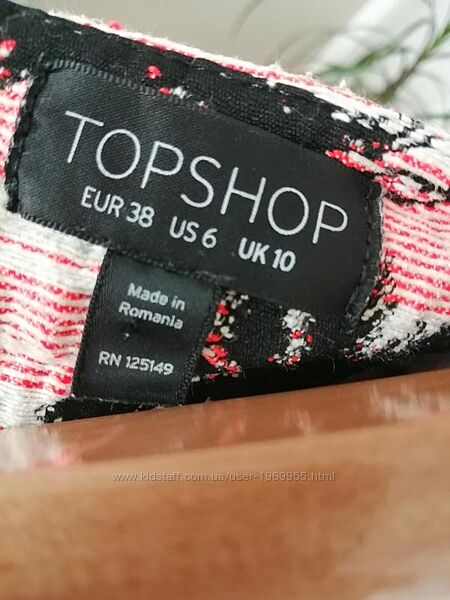 TOPSHOP
EUR 38 US 6 UK 10
Made in
Romania
RN 125149
www.kidstaff.com.ua/user-1969955.html